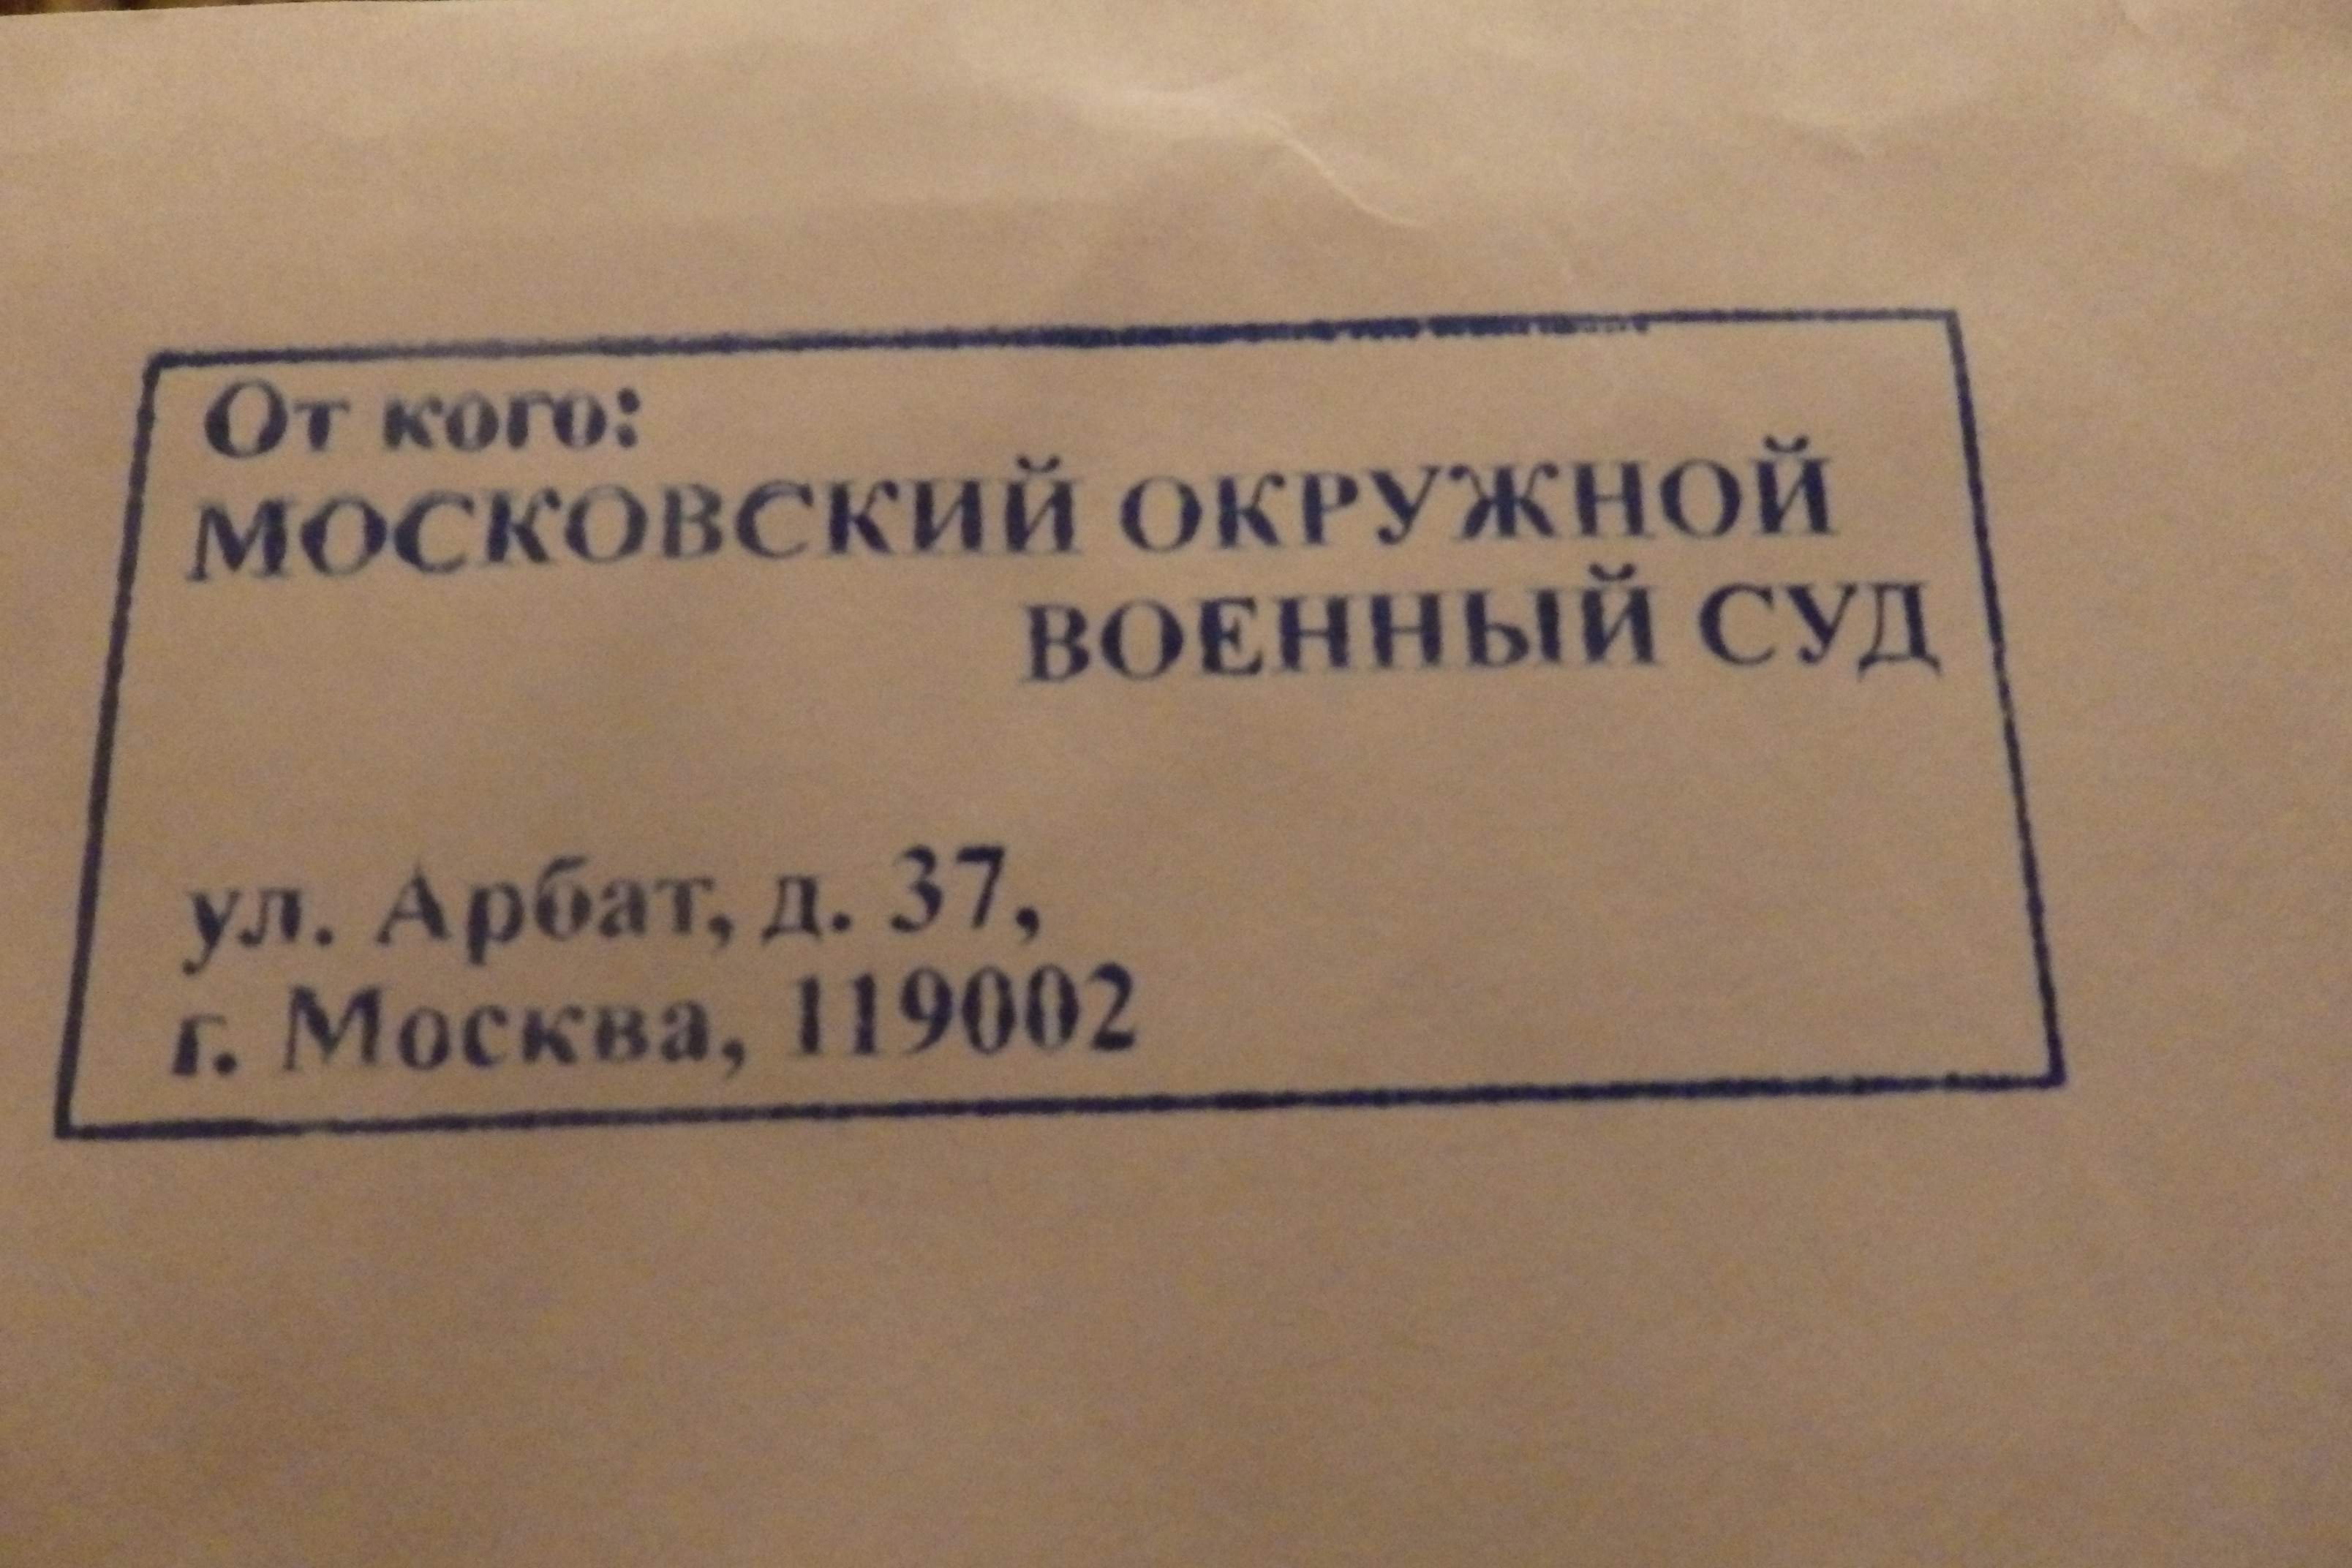 От кого:
МОСКОВСКИЙ ОКРУЖНОЙ
ВОЕННЫЙ СУД
ул. Арбат, д. 37,
г. Москва, 119002